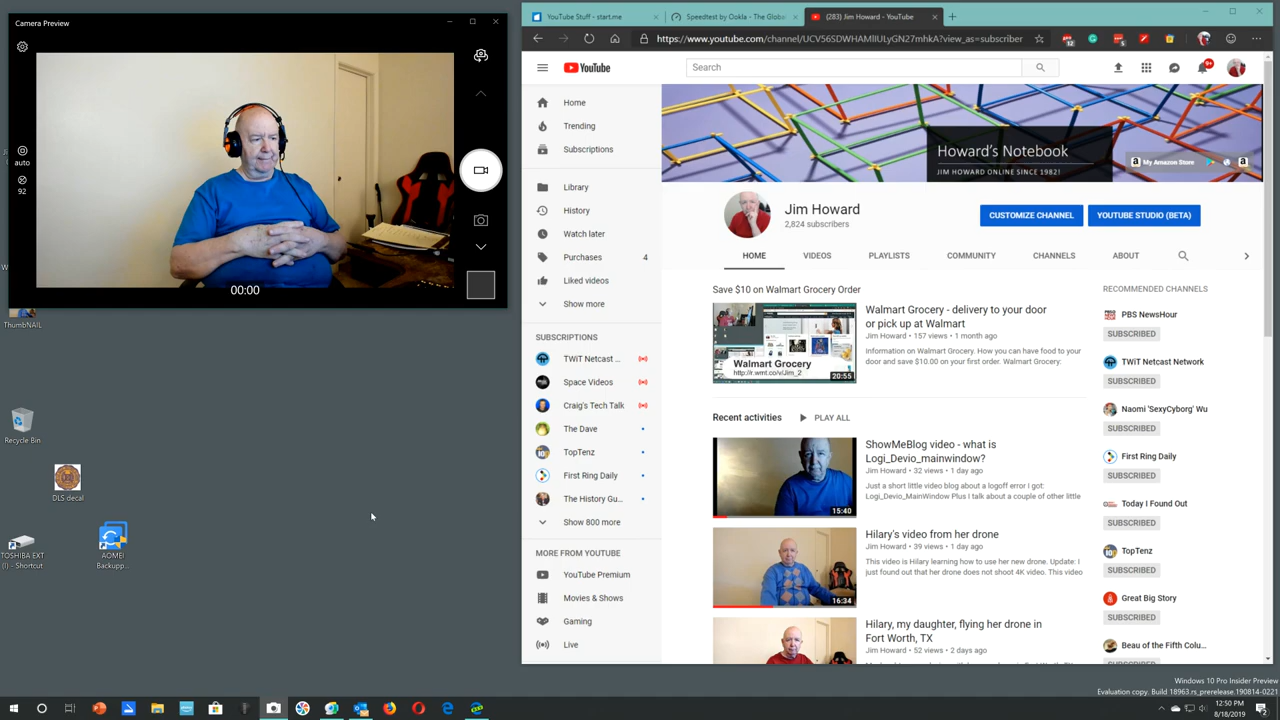 Camera Preview
auto
92
00:00
ThumbNAIL
Recycle Bin
DLS decal
TOSHIBA EXT
(I) - Shortcut
AOMEI
Backupp...
YouTube Stuff - start.me
Speedtest by Ookla - The Globa
(283) Jim Howard - YouTube
YouTube
Search
9+
Home
Trending
Subscriptions
Library
History
Watch later
Purchases 4
Liked videos
Show more
SUBSCRIPTIONS
TWiT Netcast ...
Space Videos
Craig's Tech Talk
The Dave
TopTenz
First Ring Daily
The History Gu...
Show 800 more
MORE FROM YOUTUBE
YouTube Premium
Movies & Shows
Gaming
Live
Howard's Notebook
JIM HOWARD ONLINE SINCE 1982!
My Amazon Store
Jim Howard
2,824 subscribers
CUSTOMIZE CHANNEL
YOUTUBE STUDIO (BETA)
HOME VIDEOS PLAYLISTS COMMUNITY CHANNELS ABOUT
Save $10 on Walmart Grocery Order
Walmart Grocery
http://r.wmt.co/v/Jim_2
20:55
Walmart Grocery - delivery to your door
or pick up at Walmart
Jim Howard • 157 views • 1 month ago
Information on Walmart Grocery. How you can have food to your
door and save $10.00 on your first order. Walmart Grocery:
Recent activities PLAY ALL
15:40
ShowMeBlog video - what is
Logi_Devio_mainwindow?
Jim Howard • 32 views • 1 day ago
Just a short little video blog about a logoff error I got:
Logi_Devio_MainWindow Plus I talk about a couple of other little
16:34
Hilary's video from her drone
Jim Howard • 39 views • 1 day ago
This video is Hilary learning how to use her new drone. Update: I
just found out that her drone does not shoot 4K video. This video
Hilary, my daughter, flying her drone in
Fort Worth, TX
Jim Howard • 52 views • 2 days ago
RECOMMENDED CHANNELS
PBS NewsHour
SUBSCRIBED
TWiT Netcast Network
SUBSCRIBED
Naomi 'SexyCyborg' Wu
SUBSCRIBED
First Ring Daily
SUBSCRIBED
Today I Found Out
SUBSCRIBED
TopTenz
SUBSCRIBED
Great Big Story
SUBSCRIBED
Beau of the Fifth Colu...
Windows 10 Pro Insider Preview
Evaluation copy. Build 18963.rs_prerelease.190814-0221
12:50 PM
8/18/2019